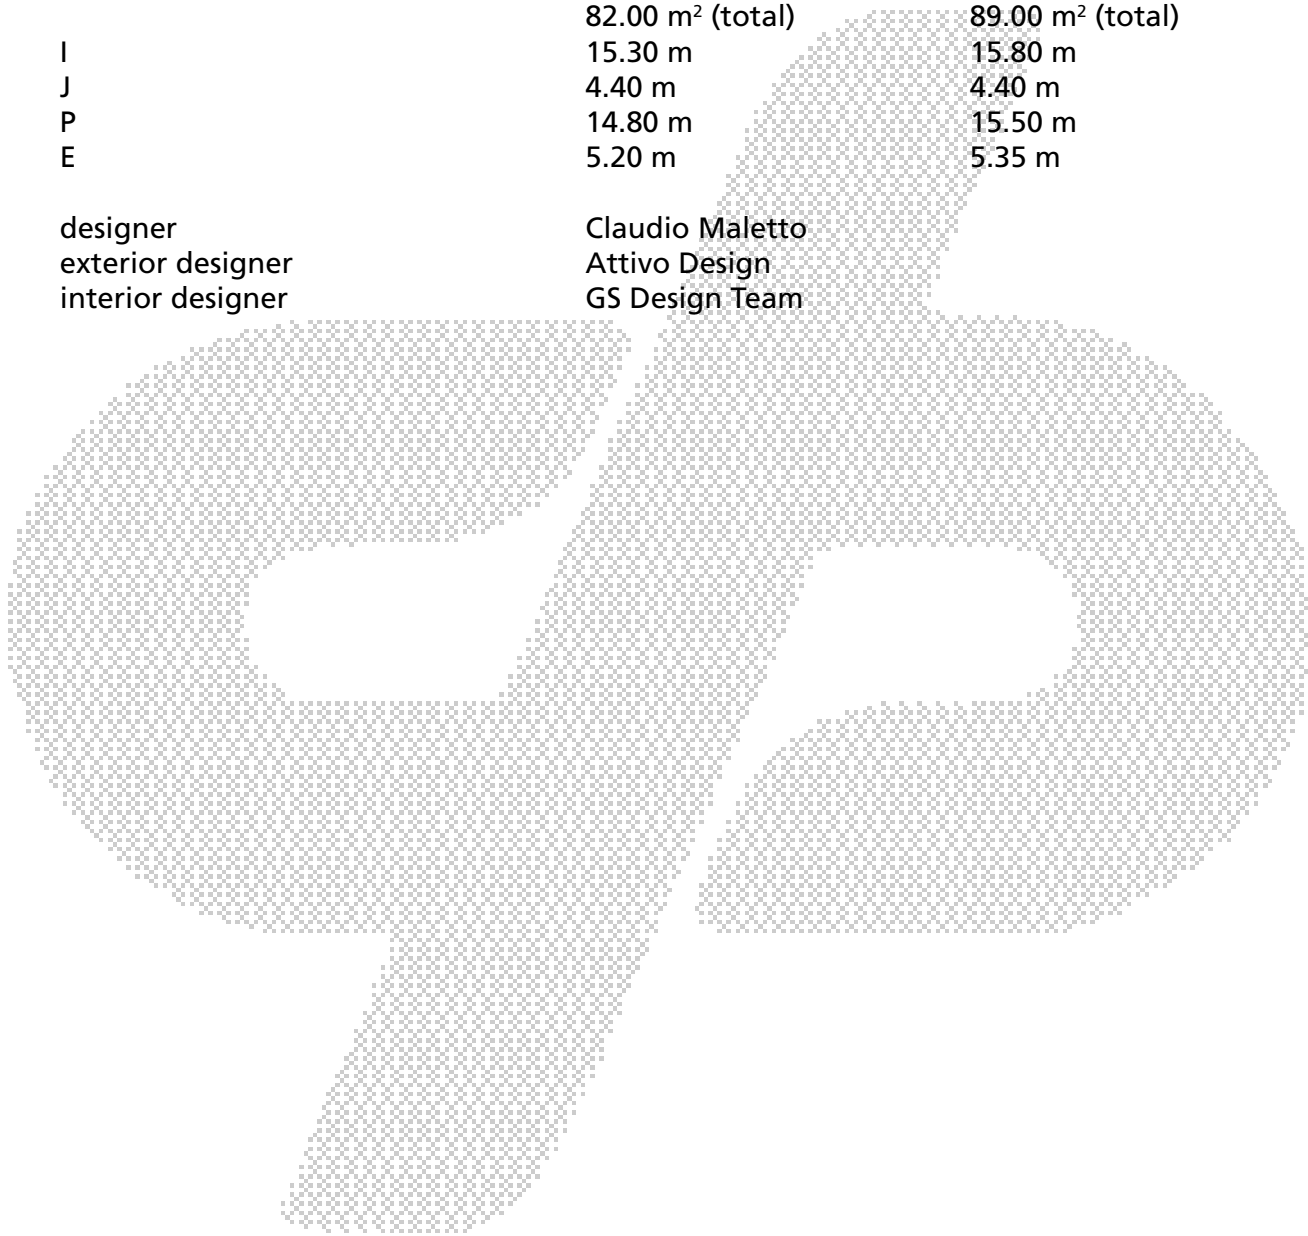 82.00 m² (total) 89.00 m² (total)
I 15.30 m 15.80 m
J 4.40 m 4.40 m
P 14.80 m 15.50 m
E 5.20 m 5.35 m
designer Claudio Maletto
exterior designer Attivo Design
interior designer GS Design Team